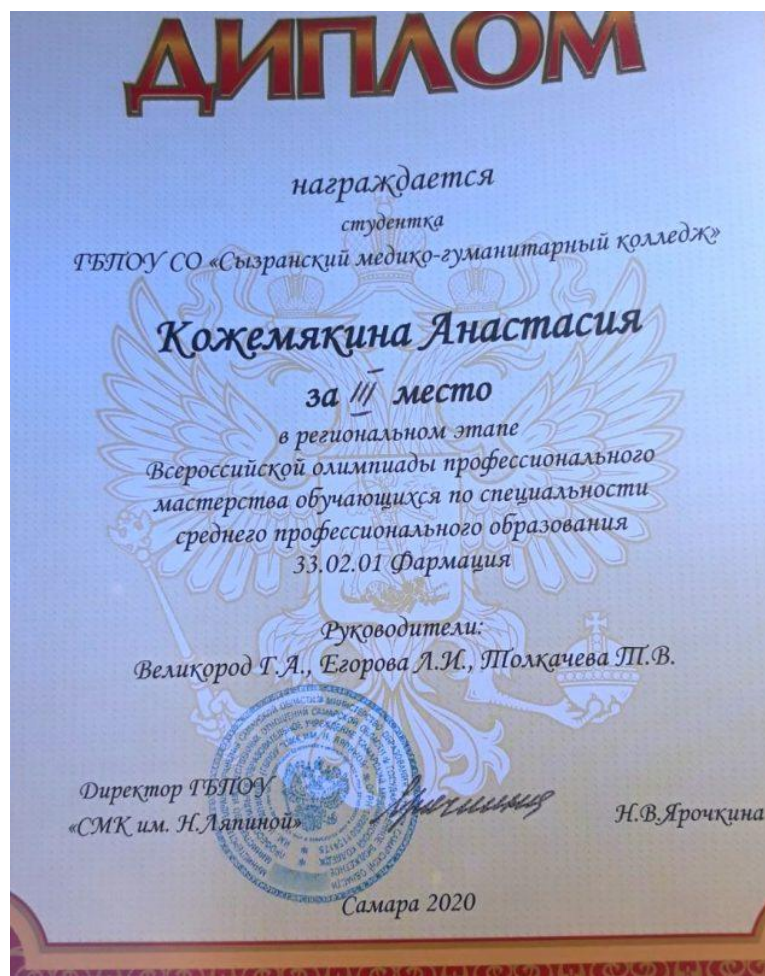 ДИПЛОМ
награждается
студентка
ГБПОУ СО «Сызранский медико-гуманитарный колледж»
Кожемякина Анастасия
за III место
в региональном этапе
Всероссийской олимпиады профессионального
мастерства обучающихся по специальности
среднего профессионального образования
33.02.01 Фармация
Руководители:
Великород Г.А., Егорова Л.И., Толкачева Т.В.
Директор ГБПОУ
«СМК им. Н.Ляпиной»
Н.В.Ярочкина
Самара 2020